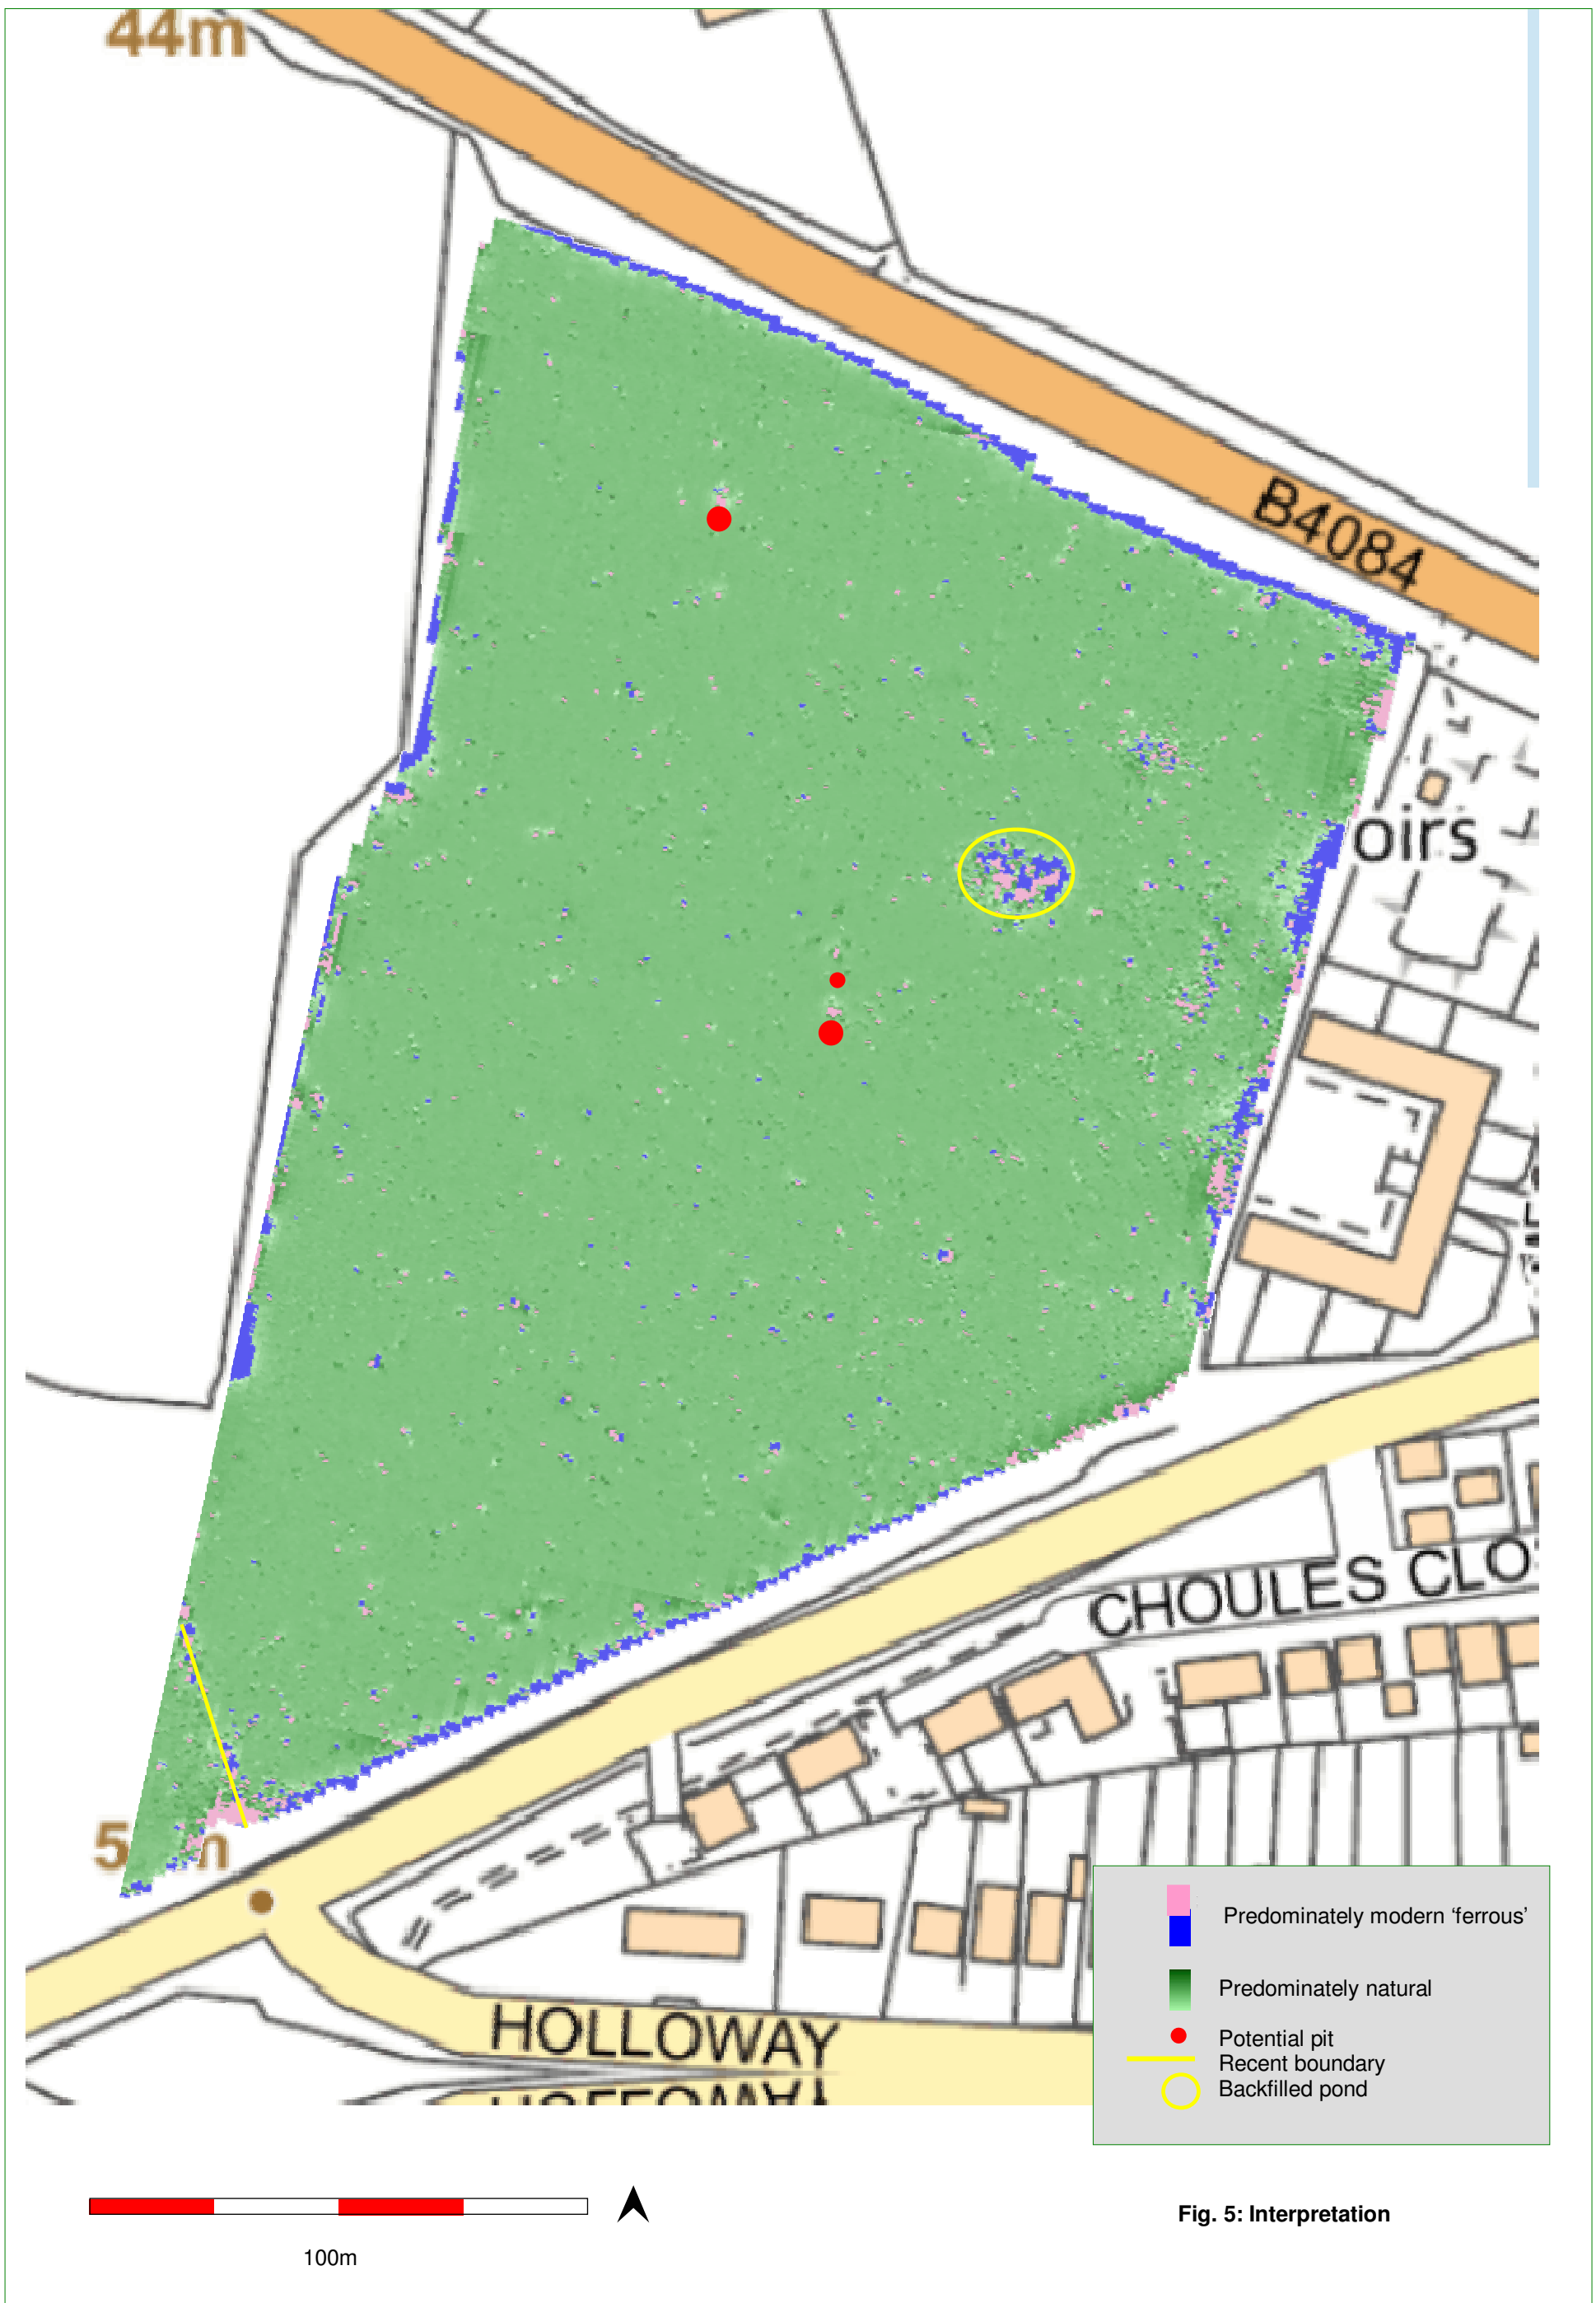 44m
B4084
oirs
CHOULES CLO
5 m
HOLLOWAY
Predominately modern ‘ferrous’
Predominately natural
Potential pit
Recent boundary
Backfilled pond
100m
Fig. 5: Interpretation